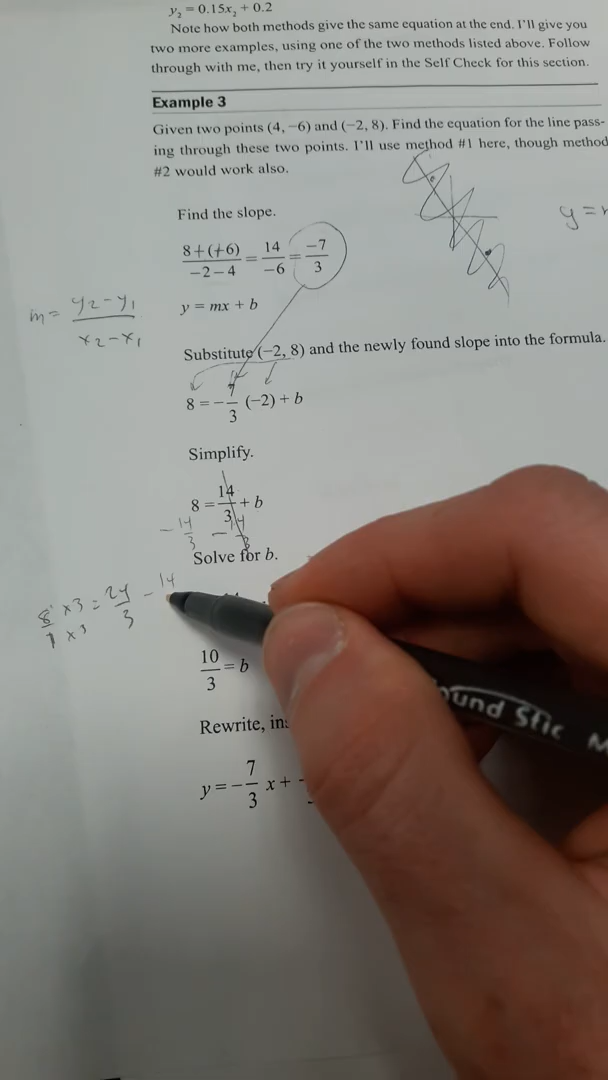 y₂ = 0.15x₂ + 0.2
Note how both methods give the same equation at the end. I'll give you
two more examples, using one of the two methods listed above. Follow
through with me, then try it yourself in the Self Check for this section.
Example 3
Given two points (4, −6) and (−2, 8). Find the equation for the line pass-
ing through these two points. I'll use method #1 here, though method
#2 would work also.
y =
Find the slope.
8+(+6)/−2−4 = 14/−6 = −7/3
m = y₂ − y₁/x₂ − x₁
y = mx + b
Substitute (−2, 8) and the newly found slope into the formula.
8 = −7/3 (−2) + b
Simplify.
8 = 14/3 + b
− 14/3 − 14/3
Solve for b.
8/1 × 3/× 3 = 24/3 − 14
10/3 = b
Rewrite,
y = −7/3 x +